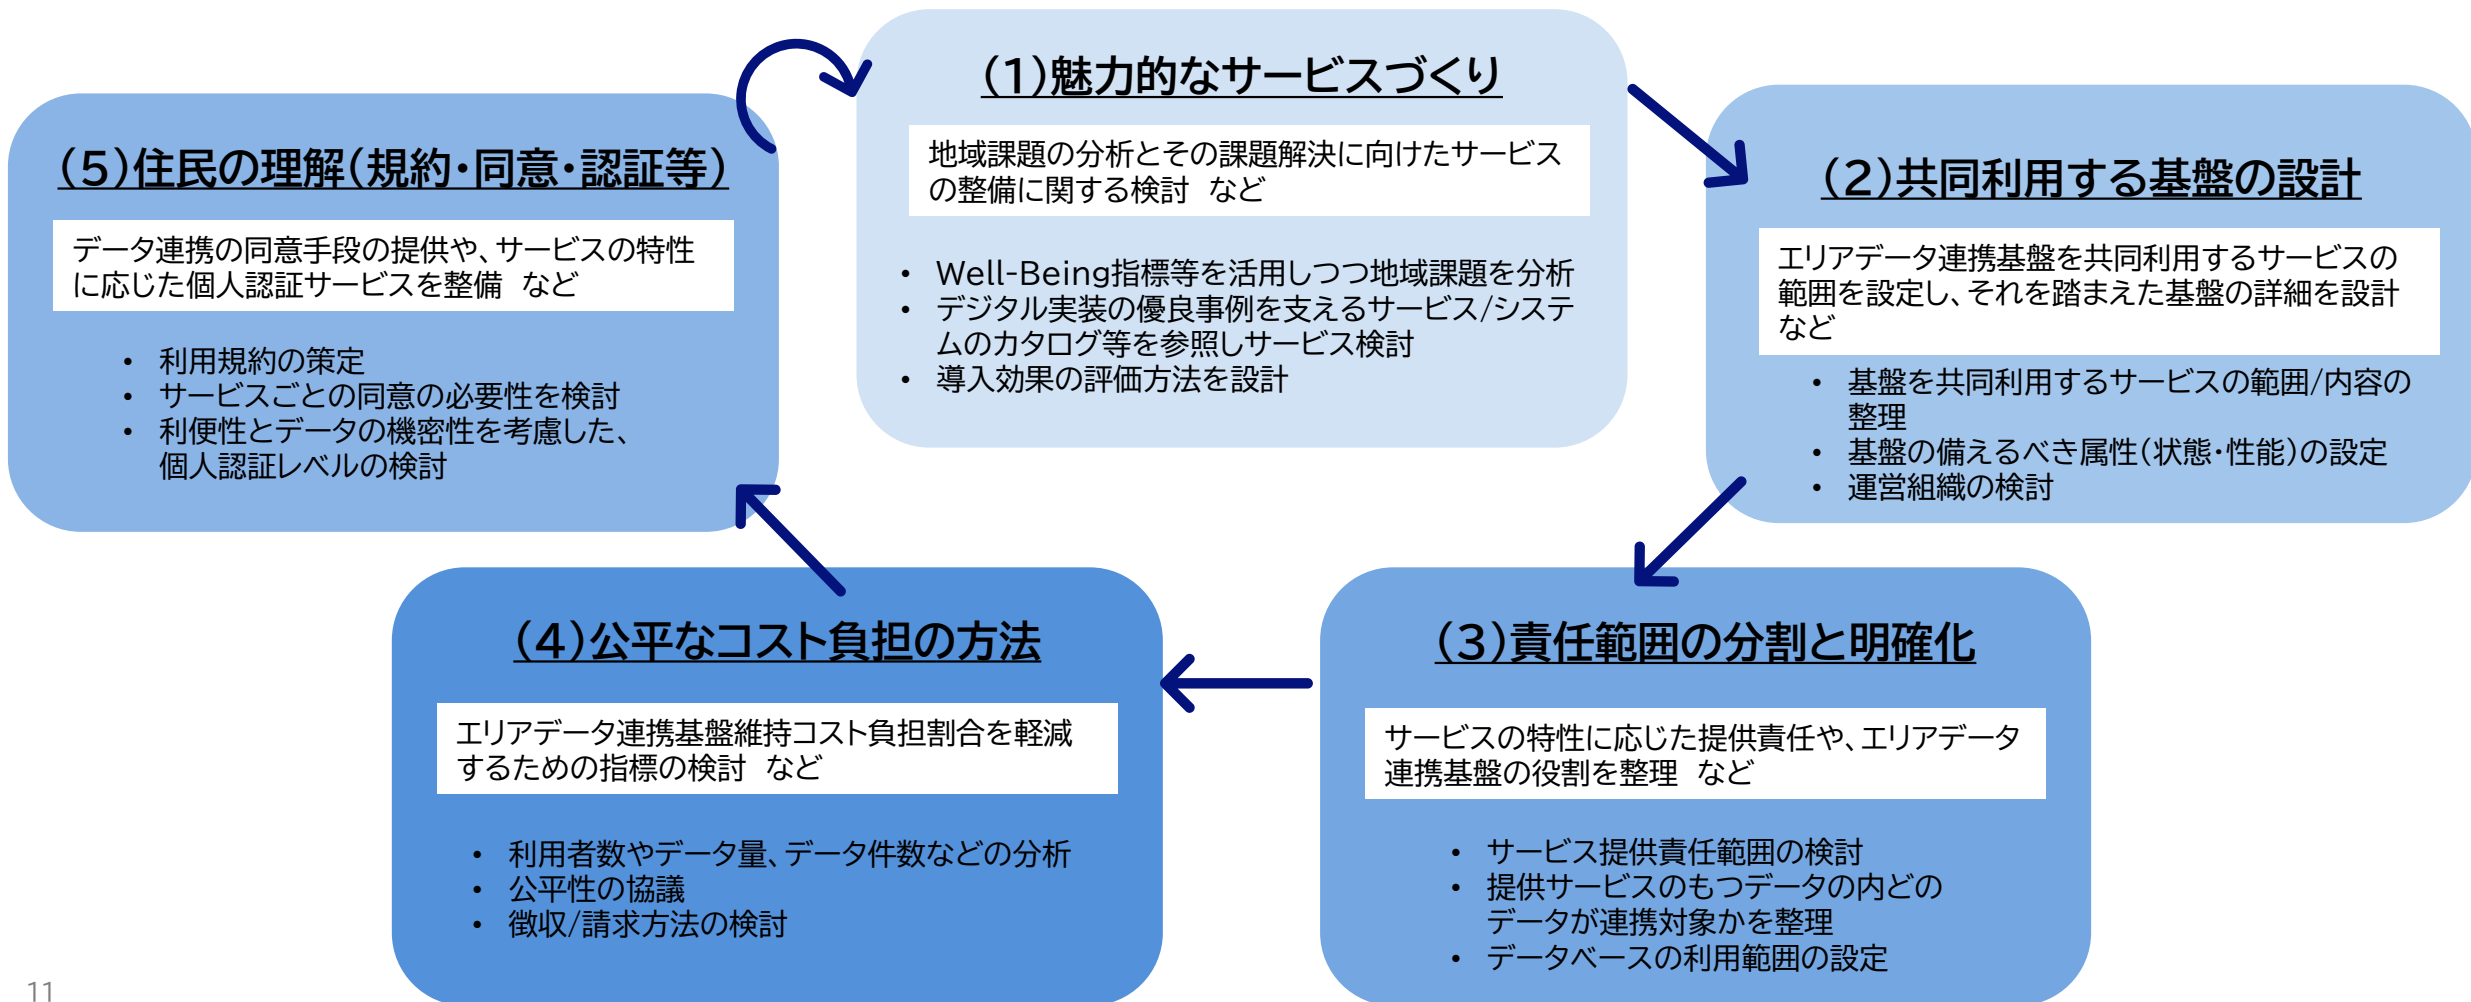 (1)魅力的なサービスづくり
地域課題の分析とその課題解決に向けたサービス
の整備に関する検討　など
• Well-Being指標等を活用しつつ地域課題を分析
• デジタル実装の優良事例を支えるサービス/システ
ムのカタログ等を参照しサービス検討
• 導入効果の評価方法を設計
(2)共同利用する基盤の設計
エリアデータ連携基盤を共同利用するサービスの
範囲を設定し、それを踏まえた基盤の詳細を設計
など
• 基盤を共同利用するサービスの範囲/内容の
整理
• 基盤の備えるべき属性(状態・性能)の設定
• 運営組織の検討
(3)責任範囲の分割と明確化
サービスの特性に応じた提供責任や、エリアデータ
連携基盤の役割を整理　など
• サービス提供責任範囲の検討
• 提供サービスのもつデータの内どの
データが連携対象かを整理
• データベースの利用範囲の設定
(4)公平なコスト負担の方法
エリアデータ連携基盤維持コスト負担割合を軽減
するための指標の検討　など
• 利用者数やデータ量、データ件数などの分析
• 公平性の協議
• 徴収/請求方法の検討
(5)住民の理解(規約・同意・認証等)
データ連携の同意手段の提供や、サービスの特性
に応じた個人認証サービスを整備　など
• 利用規約の策定
• サービスごとの同意の必要性を検討
• 利便性とデータの機密性を考慮した、
個人認証レベルの検討
11